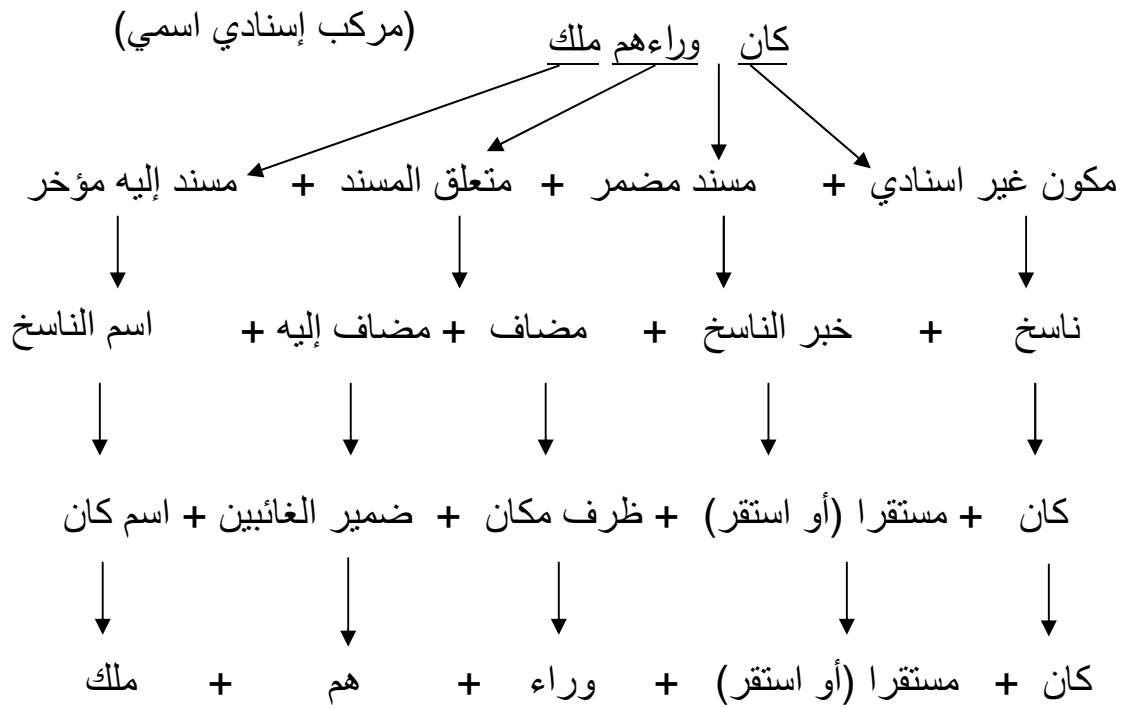 كان وراءهم ملك (مركب إسنادي اسمي)
مكون غير اسنادي + مسند مضمر + متعلق المسند + مسند إليه مؤخر
ناسخ + خبر الناسخ + مضاف + مضاف إليه + اسم الناسخ
كان + مستقرا (أو استقر) + ظرف مكان + ضمير الغائبين + اسم كان
كان + مستقرا (أو استقر) + وراء + هم + ملك